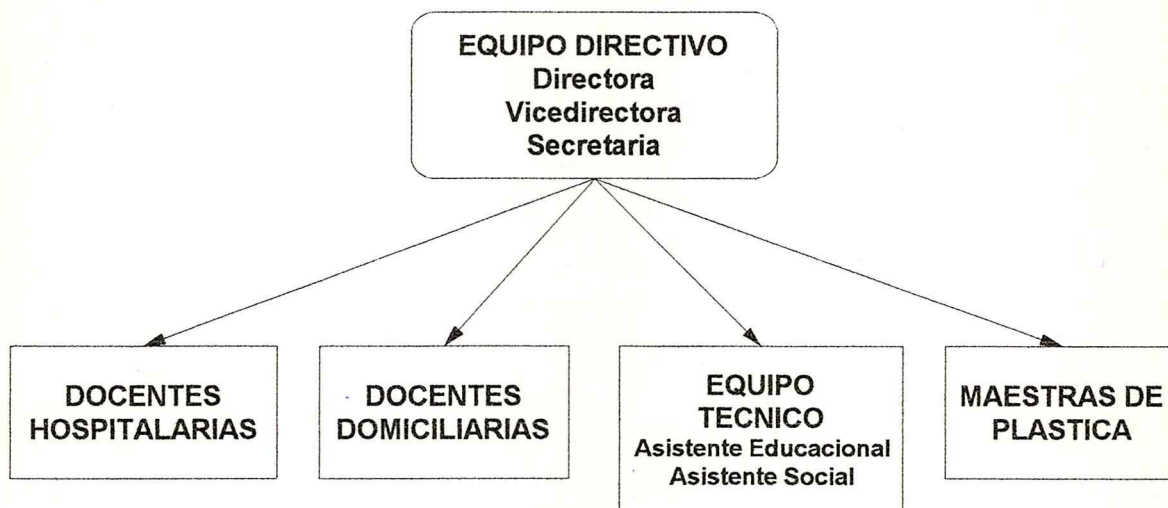 EQUIPO DIRECTIVO
Directora
Vicedirectora
Secretaria
DOCENTES
HOSPITALARIAS
DOCENTES
DOMICILIARIAS
EQUIPO
TECNICO
Asistente Educacional
Asistente Social
MAESTRAS DE
PLASTICA